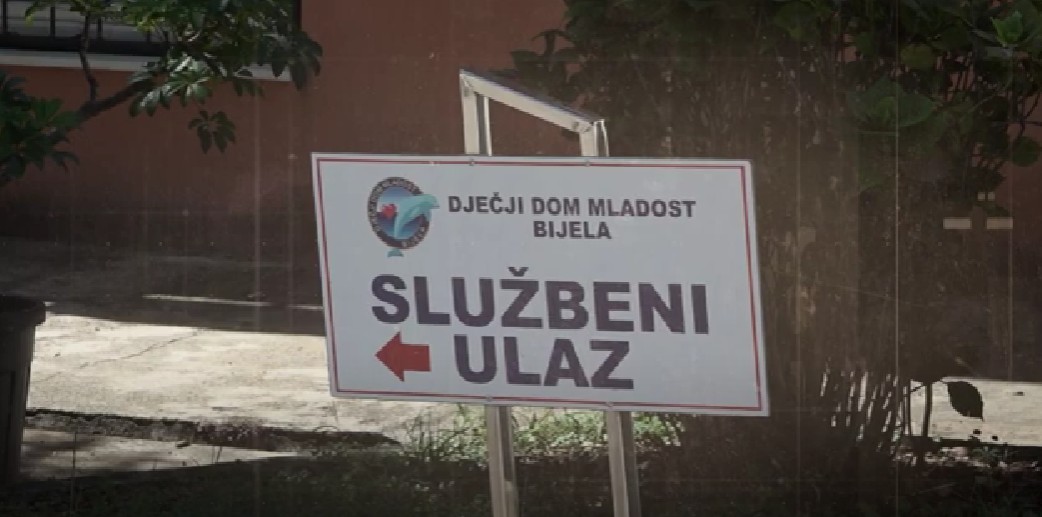 DJEČJI DOM MLADOST
BIJELA
SLUŽBENI
ULAZ